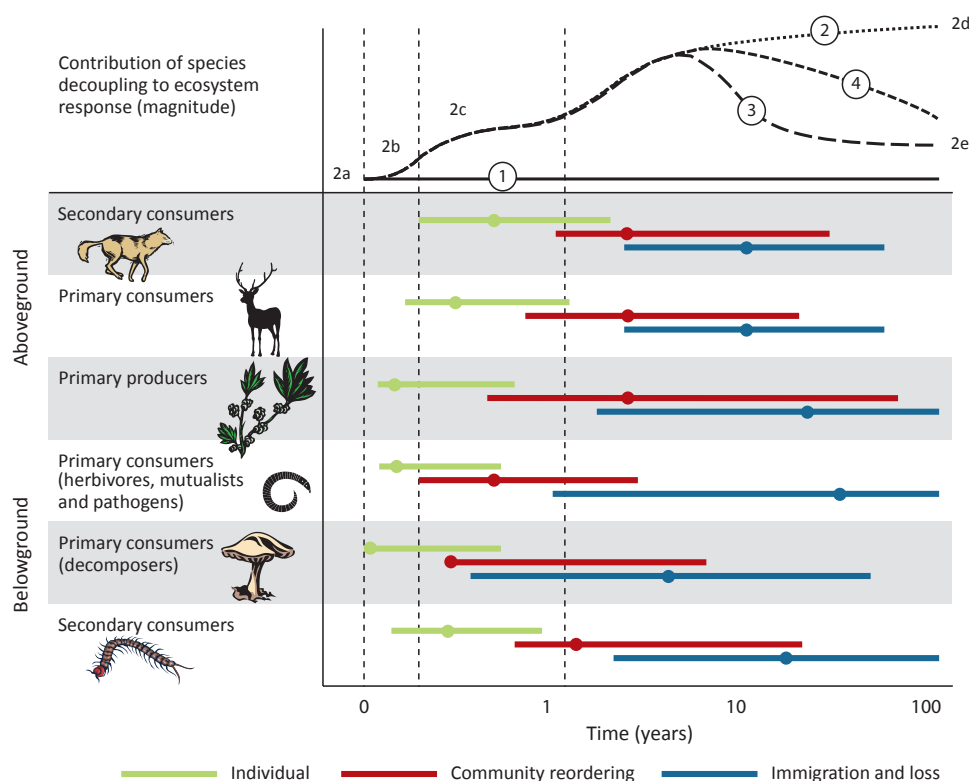 Contribution of species
decoupling to ecosystem
response (magnitude)
2a
2b
2c
1
2
2d
4
3
2e
Aboveground
Secondary consumers
Primary consumers
Primary producers
Belowground
Primary consumers
(herbivores, mutualists
and pathogens)
Primary consumers
(decomposers)
Secondary consumers
0 1 10 100
Time (years)
Individual Community reordering Immigration and loss